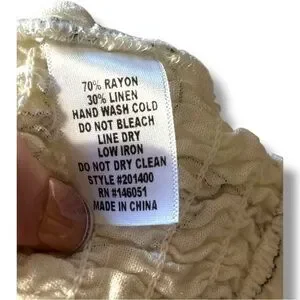 70% RAYON
30% LINEN
HAND WASH COLD
DO NOT BLEACH
LINE DRY
LOW IRON
DO NOT DRY CLEAN
STYLE #201400
RN #146051
MADE IN CHINA